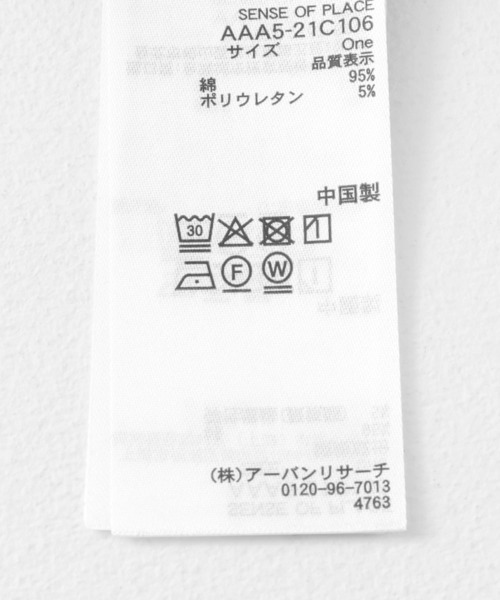 SENSE OF PLACE
AAA5-21C106
サイズ One
品質表示
綿 95%
ポリウレタン 5%
中国製
30
F W
(株)アーバンリサーチ
0120-96-7013
4763